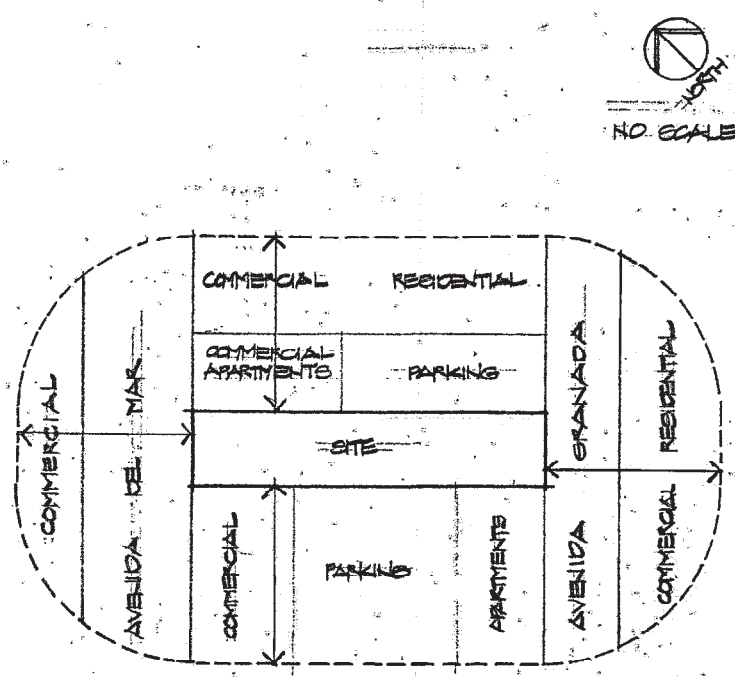 NORTH
NO SCALE
COMMERCIAL
RESIDENTIAL
COMMERCIAL
APARTMENTS
PARKING
SITE
COMMERCIAL
AVENIDA DEL MAR
AVENIDA GRANADA
RESIDENTIAL
COMMERCIAL
COMMERCIAL
PARKING
APARTMENTS